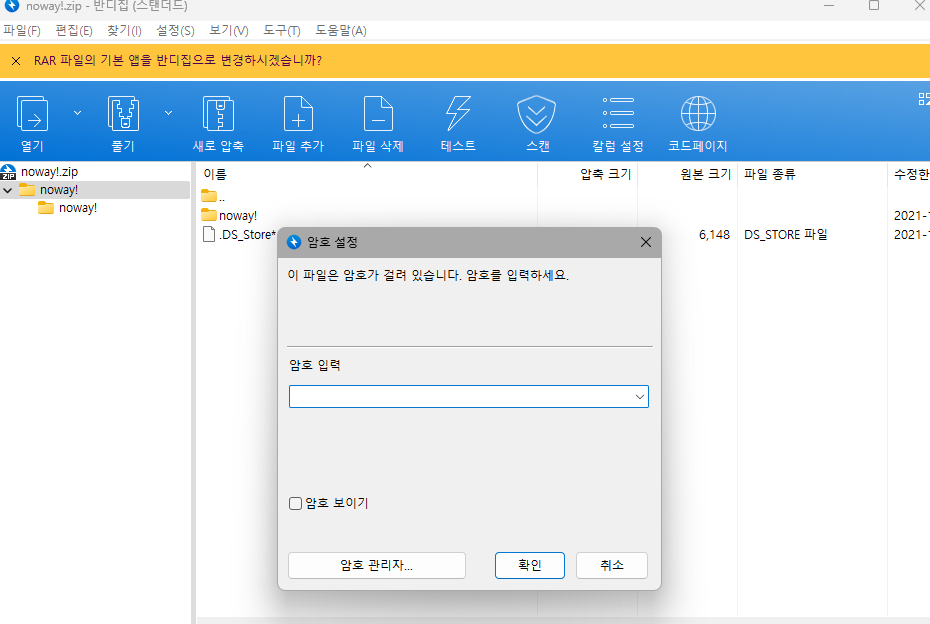 noway!.zip - 반디집 (스탠더드)
파일(F) 편집(E) 찾기(I) 설정(S) 보기(V) 도구(T) 도움말(A)
RAR 파일의 기본 앱을 반디집으로 변경하시겠습니까?
열기 풀기 새로 압축 파일 추가 파일 삭제 테스트 스캔 칼럼 설정 코드페이지
ZIP noway!.zip
noway!
noway!
이름 압축 크기 원본 크기 파일 종류 수정한
..
noway! 2021-
.DS_Store* 6,148 DS_STORE 파일 2021-
암호 설정
이 파일은 암호가 걸려 있습니다. 암호를 입력하세요.
암호 입력
암호 보이기
암호 관리자... 확인 취소